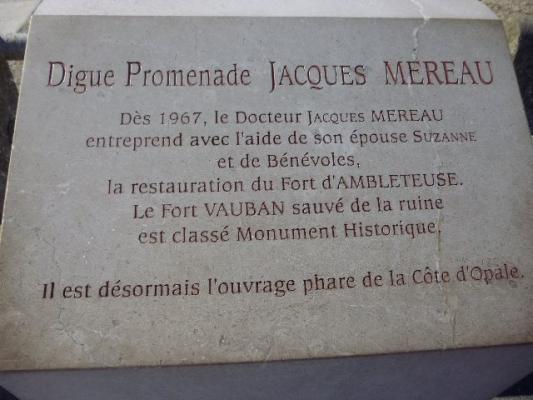 Digue Promenade JACQUES MEREAU
Dès 1967, le Docteur JACQUES MEREAU
entreprend avec l'aide de son épouse SUZANNE
et de Bénévoles,
la restauration du Fort d'AMBLETEUSE.
Le Fort VAUBAN sauvé de la ruine
est classé Monument Historique.
Il est désormais l'ouvrage phare de la Côte d'Opale.